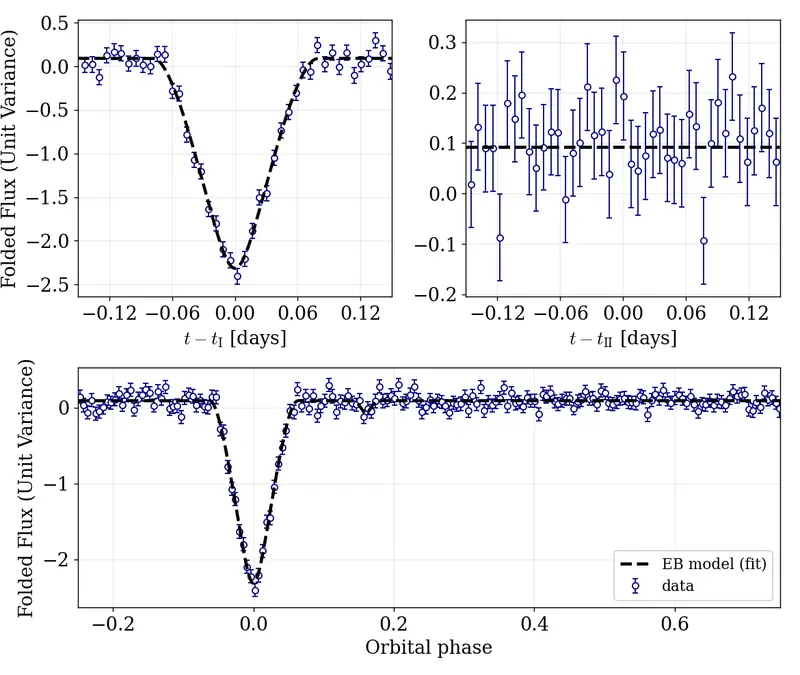 Folded Flux (Unit Variance)
0.5
0.0
−0.5
−1.0
−1.5
−2.0
−2.5
−0.12 −0.06 0.00 0.06 0.12
t − tI [days]
0.3
0.2
0.1
0.0
−0.1
−0.2
−0.12 −0.06 0.00 0.06 0.12
t − tII [days]
Folded Flux (Unit Variance)
0
−1
−2
−0.2 0.0 0.2 0.4 0.6
Orbital phase
EB model (fit)
data